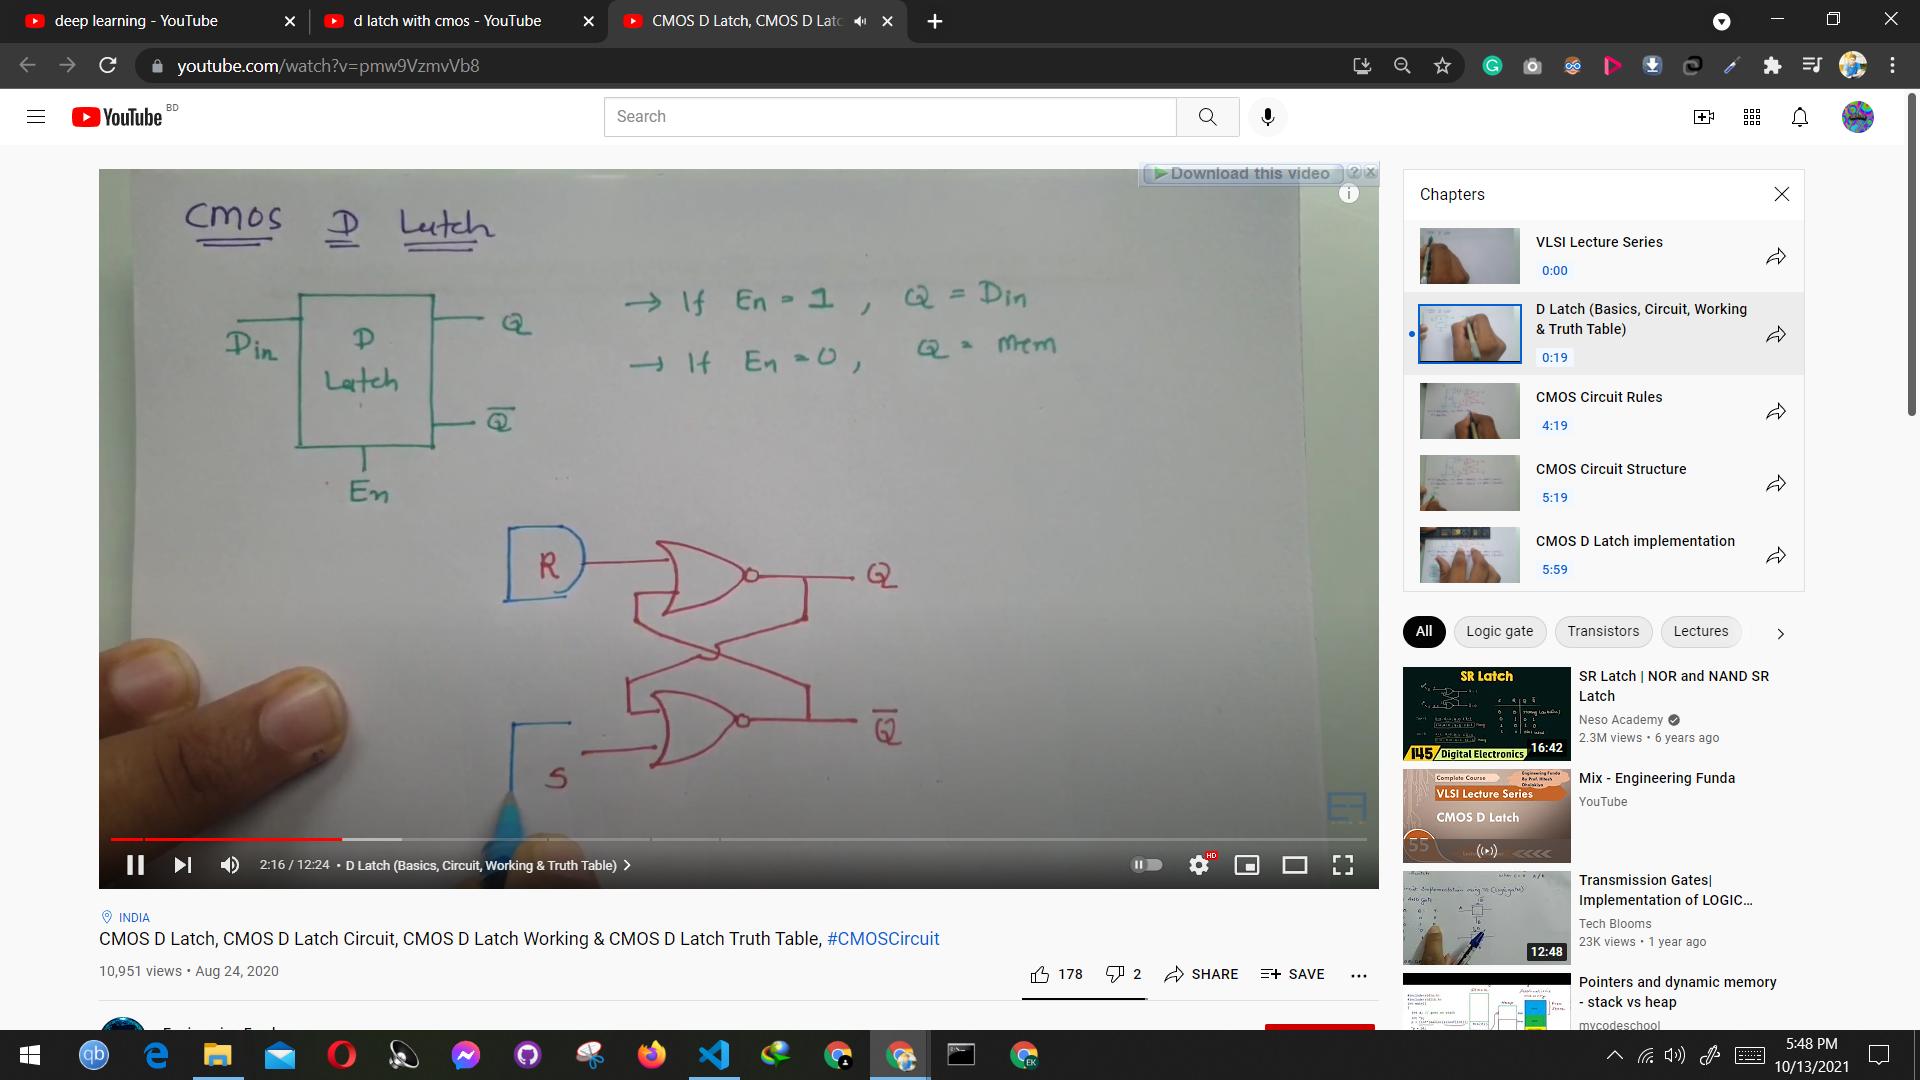 deep learning - YouTube
d latch with cmos - YouTube
CMOS D Latch, CMOS D Latc
youtube.com/watch?v=pmw9VzmvVb8
YouTube BD
Search
Download this video
CMOS D Latch
Din
D
Latch
Q
Q̅
En
→ If En = 1 , Q = Din
→ If En = 0 , Q = mem
R
Q
S
Q̅
2:16 / 12:24 • D Latch (Basics, Circuit, Working & Truth Table)
HD
INDIA
CMOS D Latch, CMOS D Latch Circuit, CMOS D Latch Working & CMOS D Latch Truth Table, #CMOSCircuit
10,951 views • Aug 24, 2020
178
2
SHARE
SAVE
Chapters
VLSI Lecture Series
0:00
D Latch (Basics, Circuit, Working
& Truth Table)
0:19
CMOS Circuit Rules
4:19
CMOS Circuit Structure
5:19
CMOS D Latch implementation
5:59
All
Logic gate
Transistors
Lectures
SR Latch
145 Digital Electronics
16:42
SR Latch | NOR and NAND SR
Latch
Neso Academy
2.3M views • 6 years ago
Complete Course
VLSI Lecture Series
CMOS D Latch
55
Mix - Engineering Funda
YouTube
12:48
Transmission Gates|
Implementation of LOGIC...
Tech Blooms
23K views • 1 year ago
Pointers and dynamic memory
- stack vs heap
mycodeschool
qb
EK
5:48 PM
10/13/2021